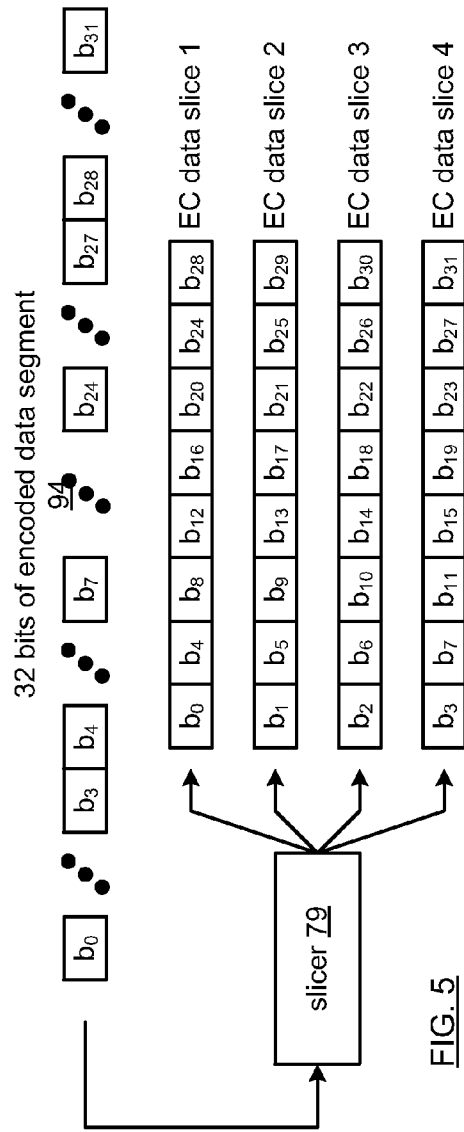 32 bits of encoded data segment
94
b0 b3 b4 b7 b24 b27 b28 b31
b0 b4 b8 b12 b16 b20 b24 b28 EC data slice 1
b1 b5 b9 b13 b17 b21 b25 b29 EC data slice 2
b2 b6 b10 b14 b18 b22 b26 b30 EC data slice 3
b3 b7 b11 b15 b19 b23 b27 b31 EC data slice 4
slicer 79
FIG. 5